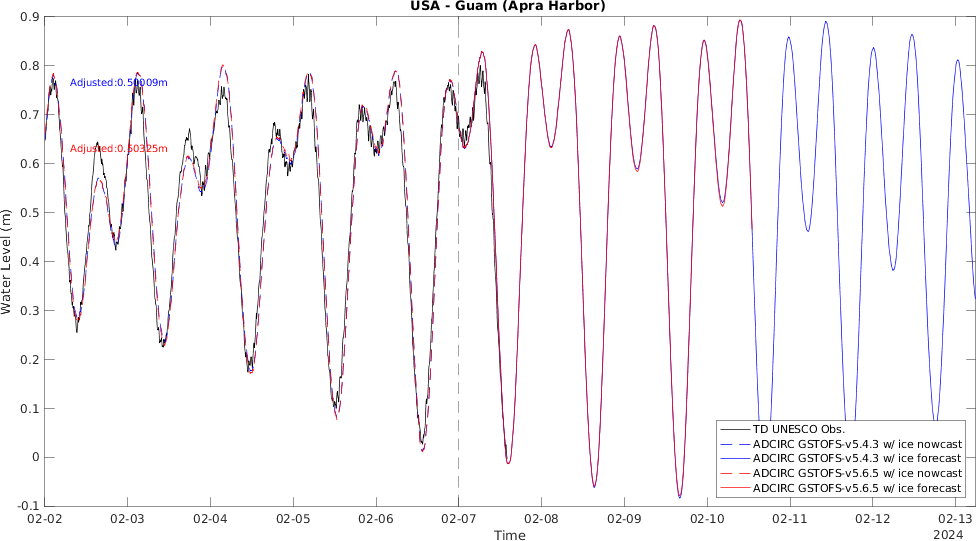 USA - Guam (Apra Harbor)
0.9
0.8
0.7
0.6
0.5
0.4
0.3
0.2
0.1
0
-0.1
Water Level (m)
Adjusted:0.50009m
Adjusted:0.50325m
TD UNESCO Obs.
ADCIRC GSTOFS-v5.4.3 w/ ice nowcast
ADCIRC GSTOFS-v5.4.3 w/ ice forecast
ADCIRC GSTOFS-v5.6.5 w/ ice nowcast
ADCIRC GSTOFS-v5.6.5 w/ ice forecast
02-02 02-03 02-04 02-05 02-06 02-07 02-08 02-09 02-10 02-11 02-12 02-13
Time
2024